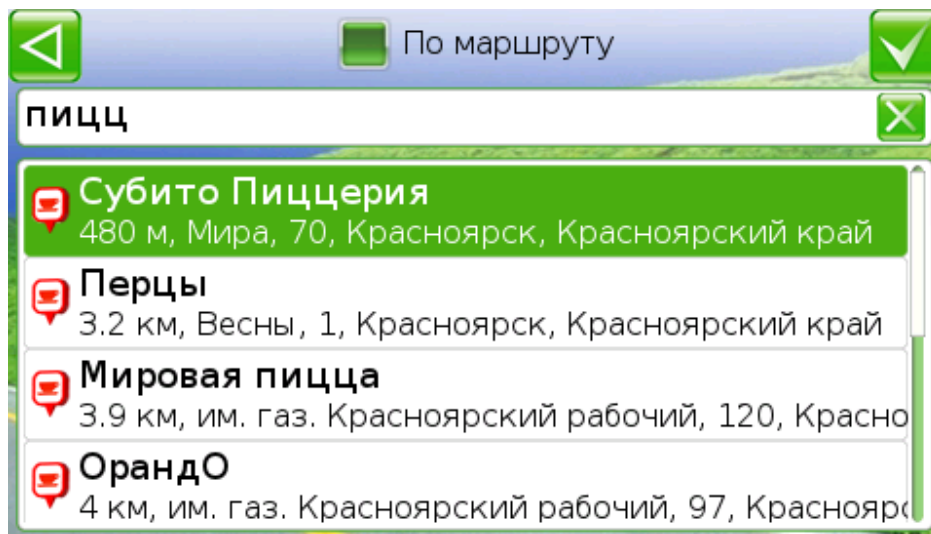 По маршруту
пицц
Субито Пиццерия
480 м, Мира, 70, Красноярск, Красноярский край
Перцы
3.2 км, Весны, 1, Красноярск, Красноярский край
Мировая пицца
3.9 км, им. газ. Красноярский рабочий, 120, Красно
ОрандО
4 км, им. газ. Красноярский рабочий, 97, Краснояр